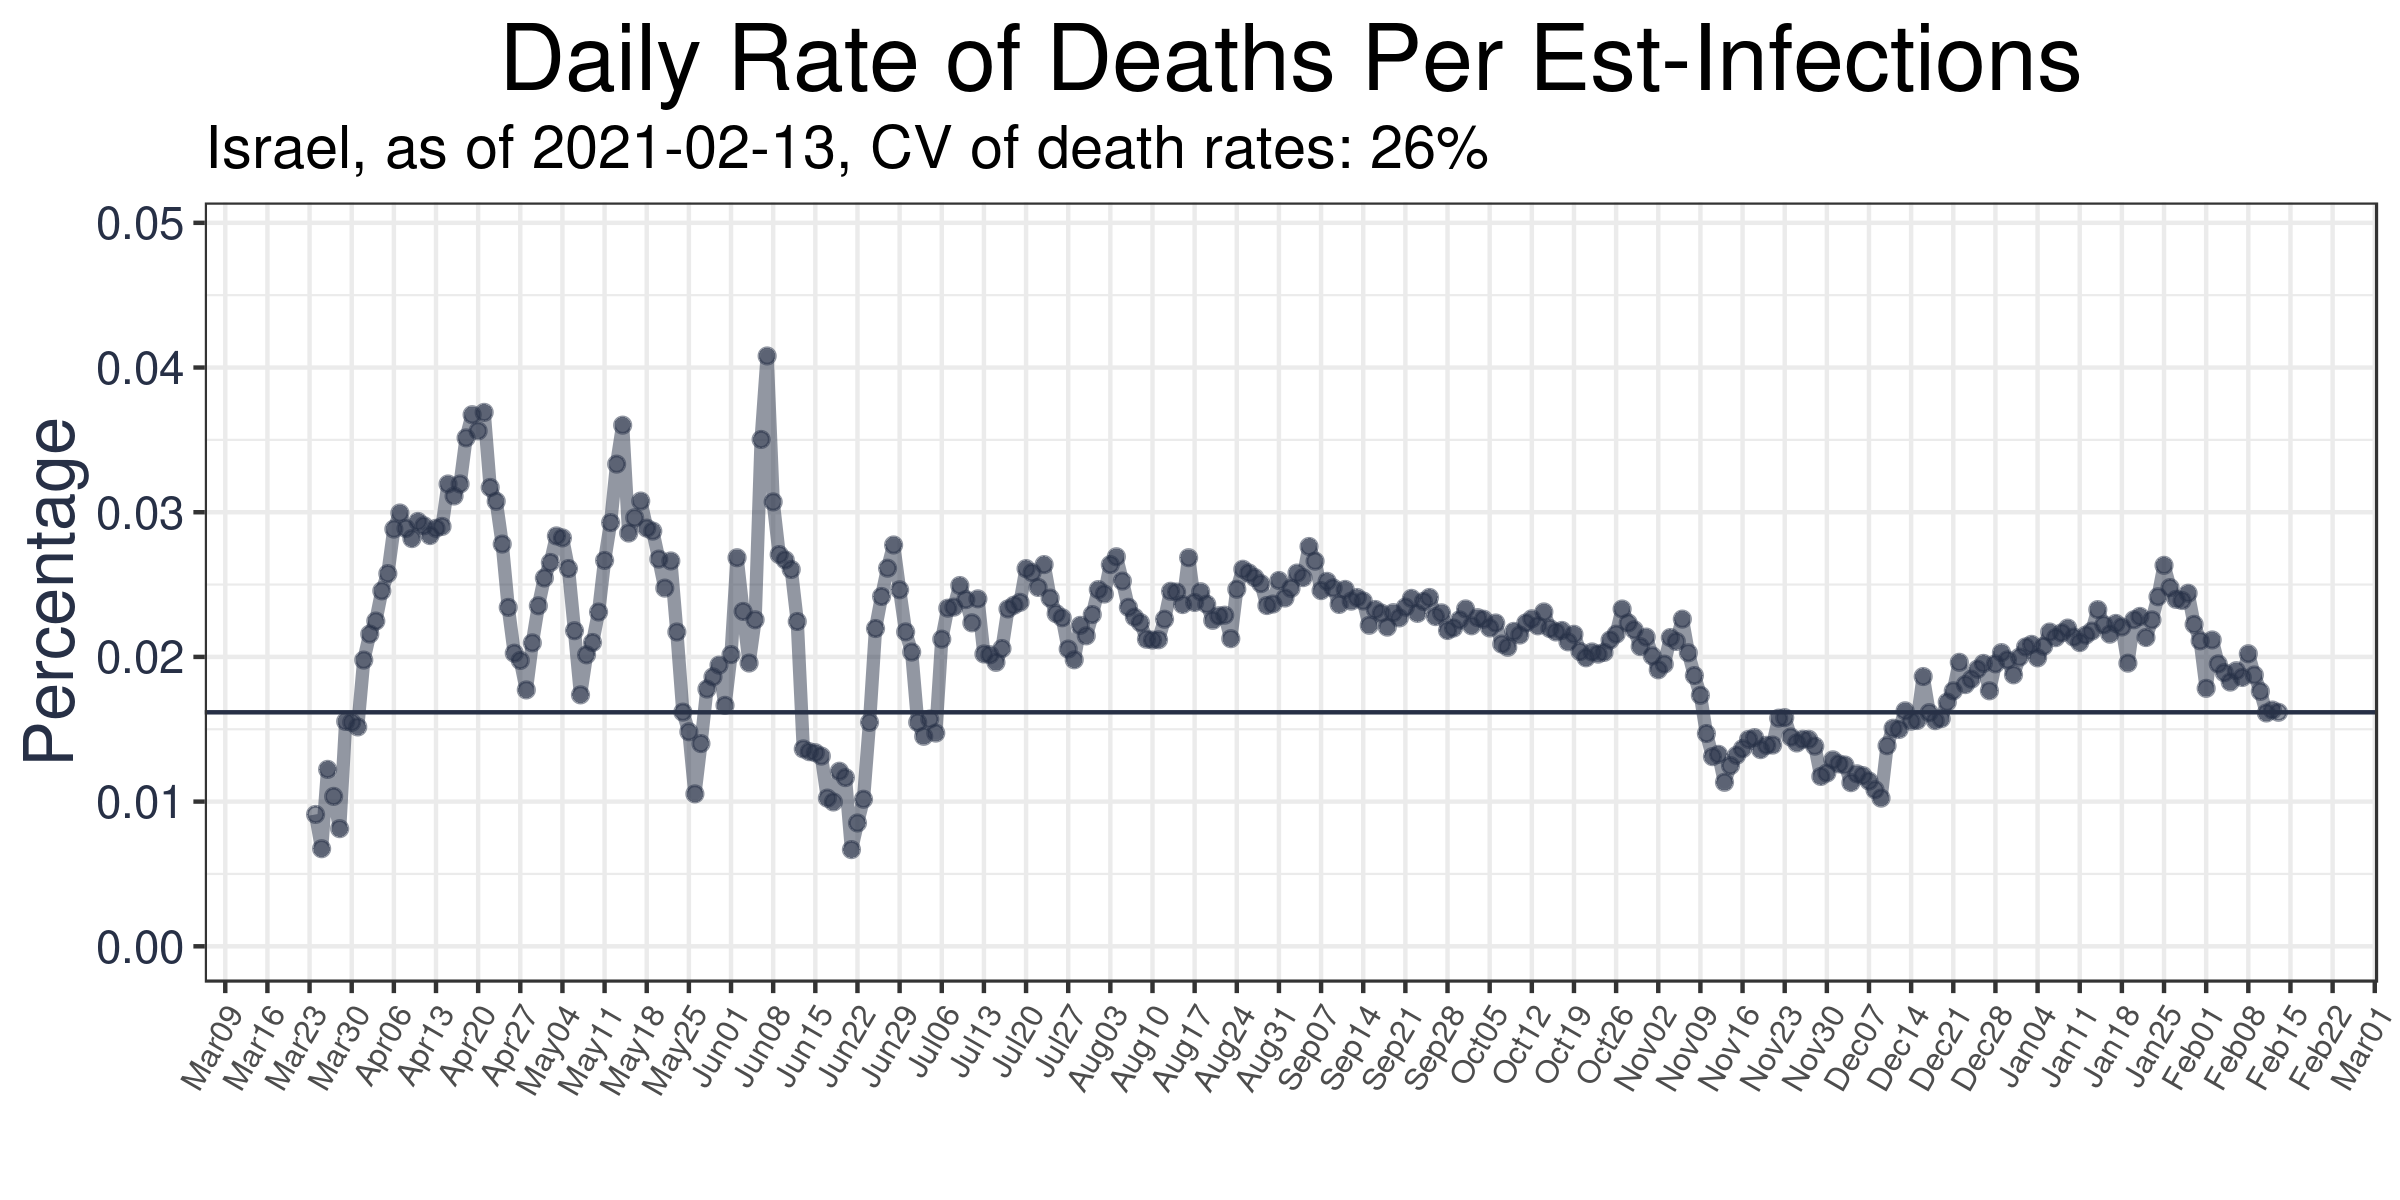 Daily Rate of Deaths Per Est-Infections
Israel, as of 2021-02-13, CV of death rates: 26%
Percentage
0.05
0.04
0.03
0.02
0.01
0.00
Mar09
Mar16
Mar23
Mar30
Apr06
Apr13
Apr20
Apr27
May04
May11
May18
May25
Jun01
Jun08
Jun15
Jun22
Jun29
Jul06
Jul13
Jul20
Jul27
Aug03
Aug10
Aug17
Aug24
Aug31
Sep07
Sep14
Sep21
Sep28
Oct05
Oct12
Oct19
Oct26
Nov02
Nov09
Nov16
Nov23
Nov30
Dec07
Dec14
Dec21
Dec28
Jan04
Jan11
Jan18
Jan25
Feb01
Feb08
Feb15
Feb22
Mar01